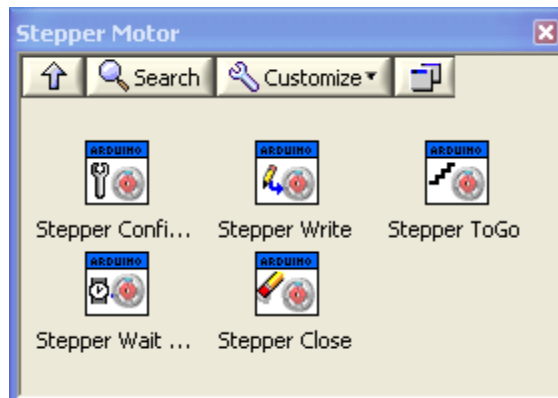 Stepper Motor
Search Customize
ARDUINO ARDUINO ARDUINO
Stepper Confi... Stepper Write Stepper ToGo
ARDUINO ARDUINO
Stepper Wait ... Stepper Close